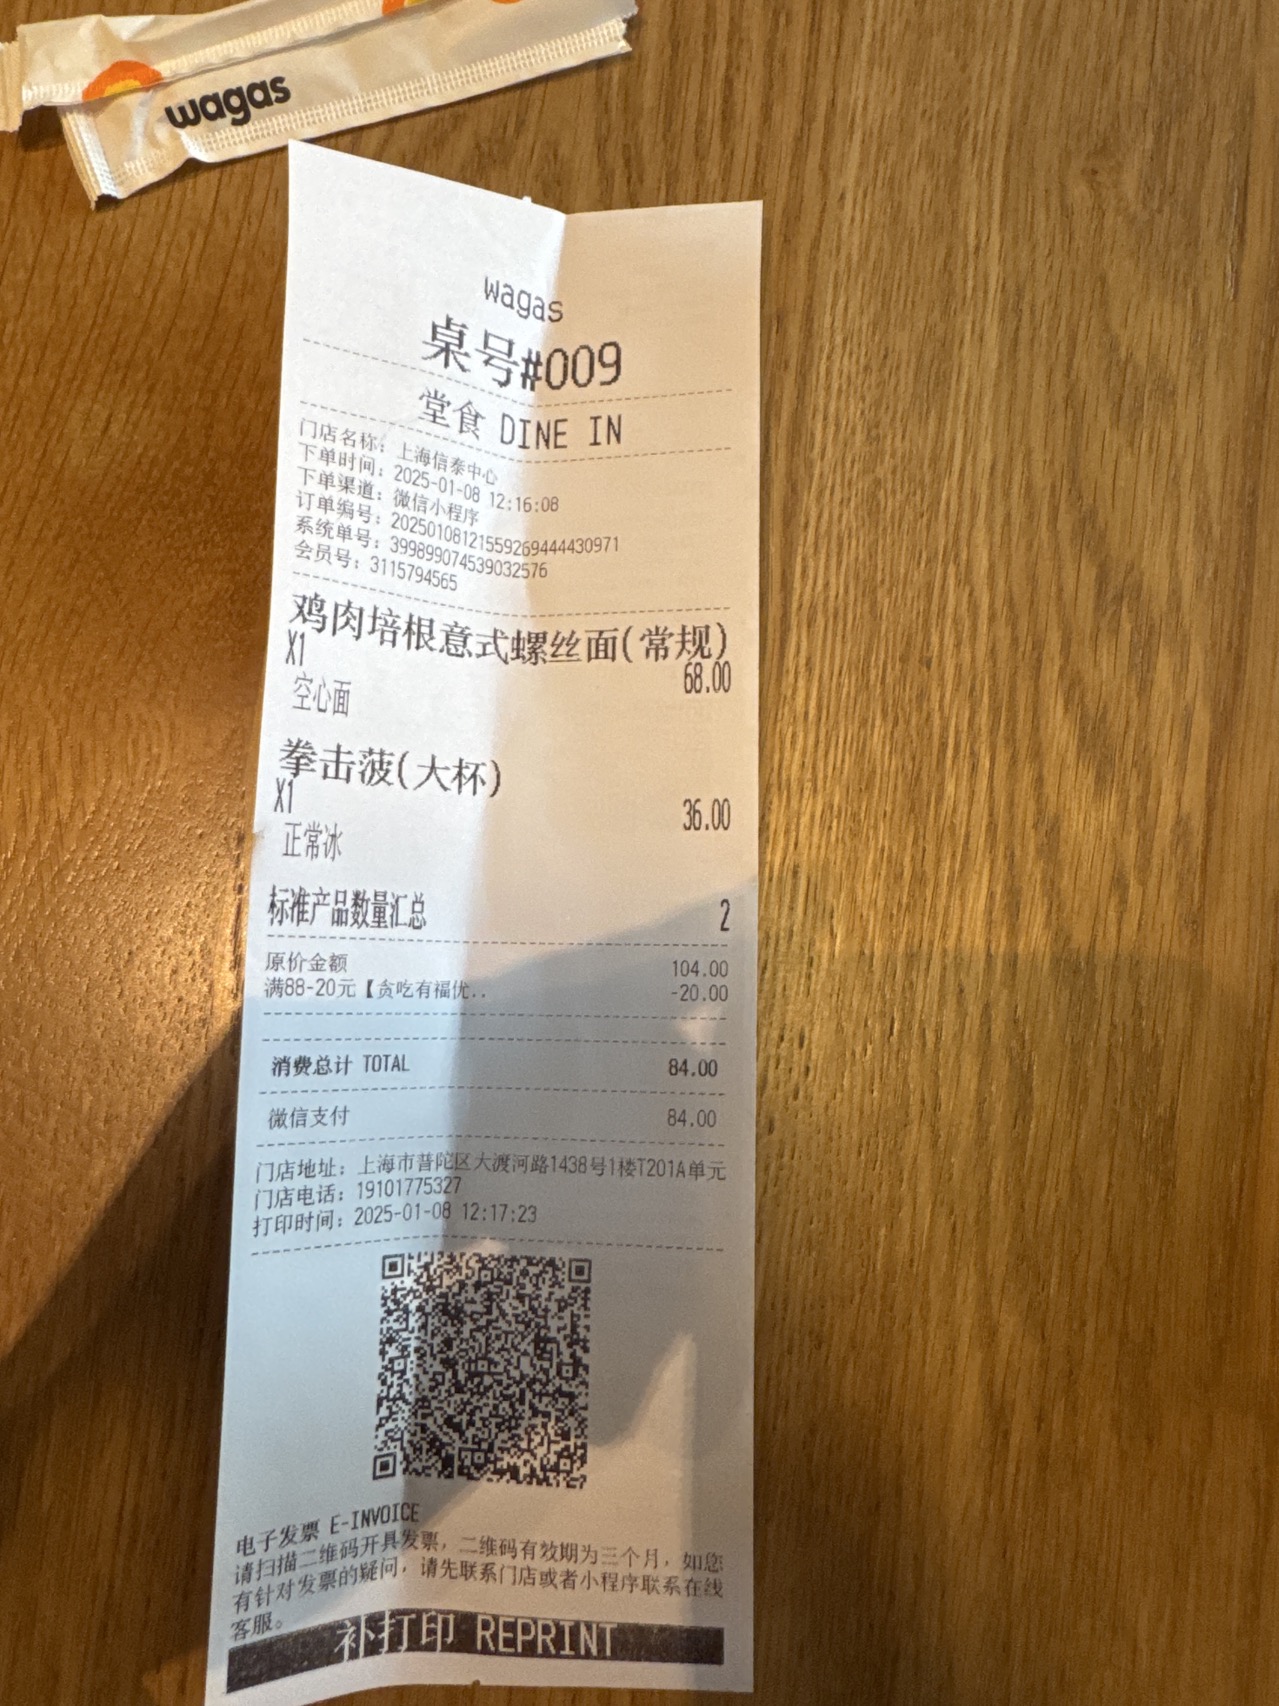 wagas
wagas
桌号#009
堂食 DINE IN
门店名称：上海信泰中心
下单时间：2025-01-08 12:16:08
下单渠道：微信小程序
订单编号：20250108121559269444430971
系统单号：399899074539032576
会员号：3115794565
鸡肉培根意式螺丝面(常规)
X1 68.00
空心面
拳击菠(大杯)
X1 36.00
正常冰
标准产品数量汇总 2
原价金额 104.00
满88-20元【贪吃有福优.. -20.00
消费总计 TOTAL 84.00
微信支付 84.00
门店地址：上海市普陀区大渡河路1438号1楼T201A单元
门店电话：19101775327
打印时间：2025-01-08 12:17:23
电子发票 E-INVOICE
请扫描二维码开具发票，二维码有效期为三个月，如您
有针对发票的疑问，请先联系门店或者小程序联系在线
客服。
补打印 REPRINT